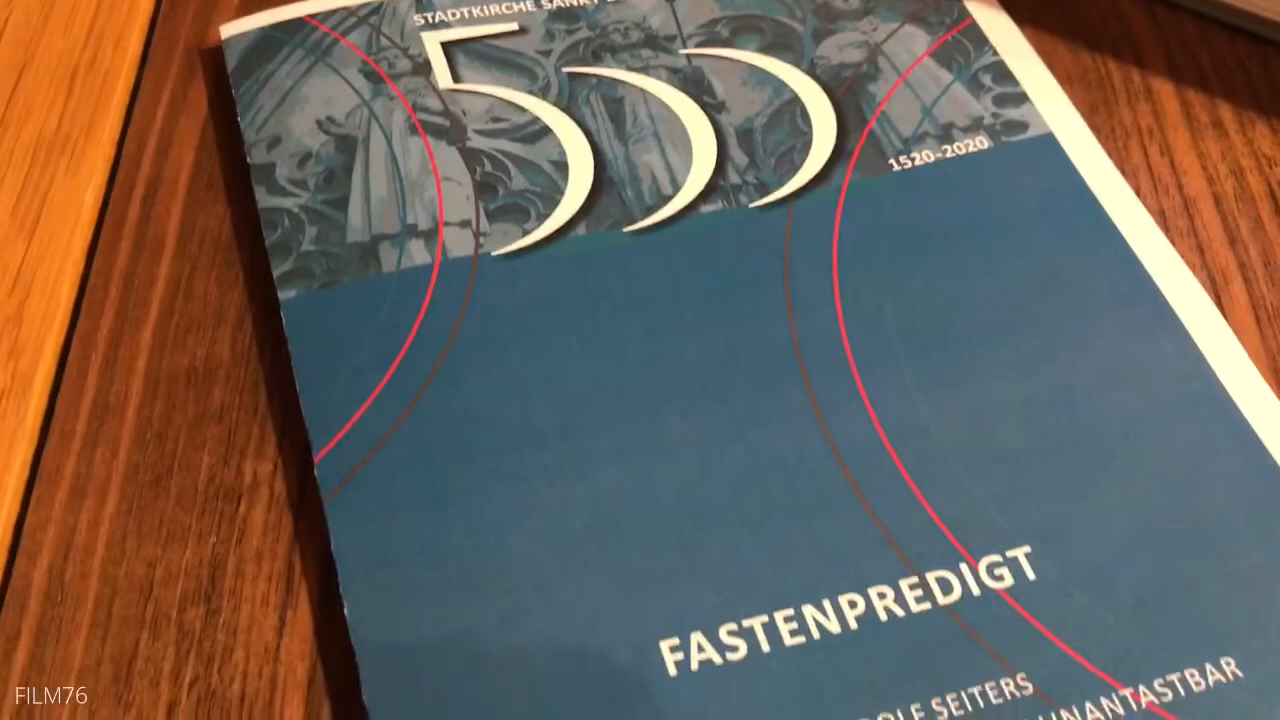 STADTKIRCHE SANKT
500
1520-2020
FASTENPREDIGT
SEITERS
UNANTASTBAR
FILM76